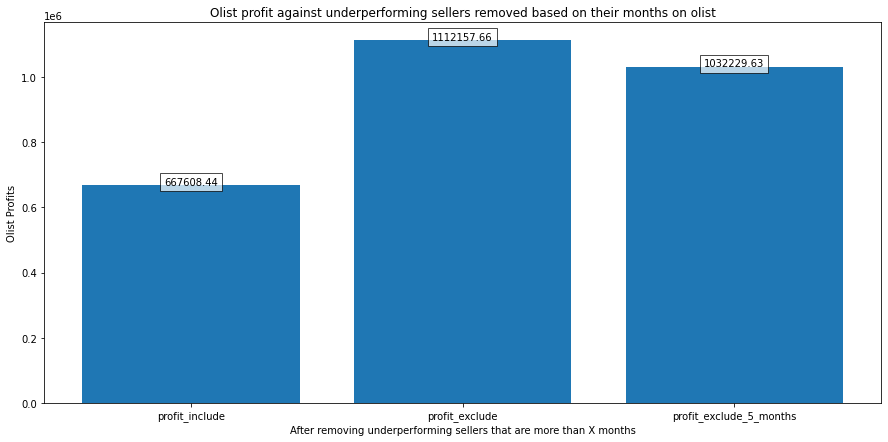 Olist profit against underperforming sellers removed based on their months on olist
1e6
1112157.66
1032229.63
667608.44
1.0
0.8
0.6
0.4
0.2
0.0
Olist Profits
profit_include
profit_exclude
profit_exclude_5_months
After removing underperforming sellers that are more than X months